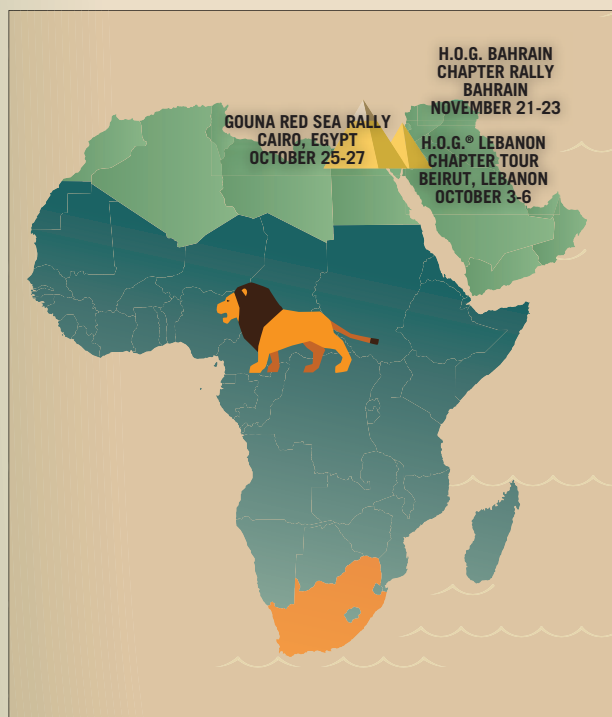 H.O.G. BAHRAIN
CHAPTER RALLY
BAHRAIN
NOVEMBER 21-23
GOUNA RED SEA RALLY
CAIRO, EGYPT
OCTOBER 25-27
H.O.G.® LEBANON
CHAPTER TOUR
BEIRUT, LEBANON
OCTOBER 3-6